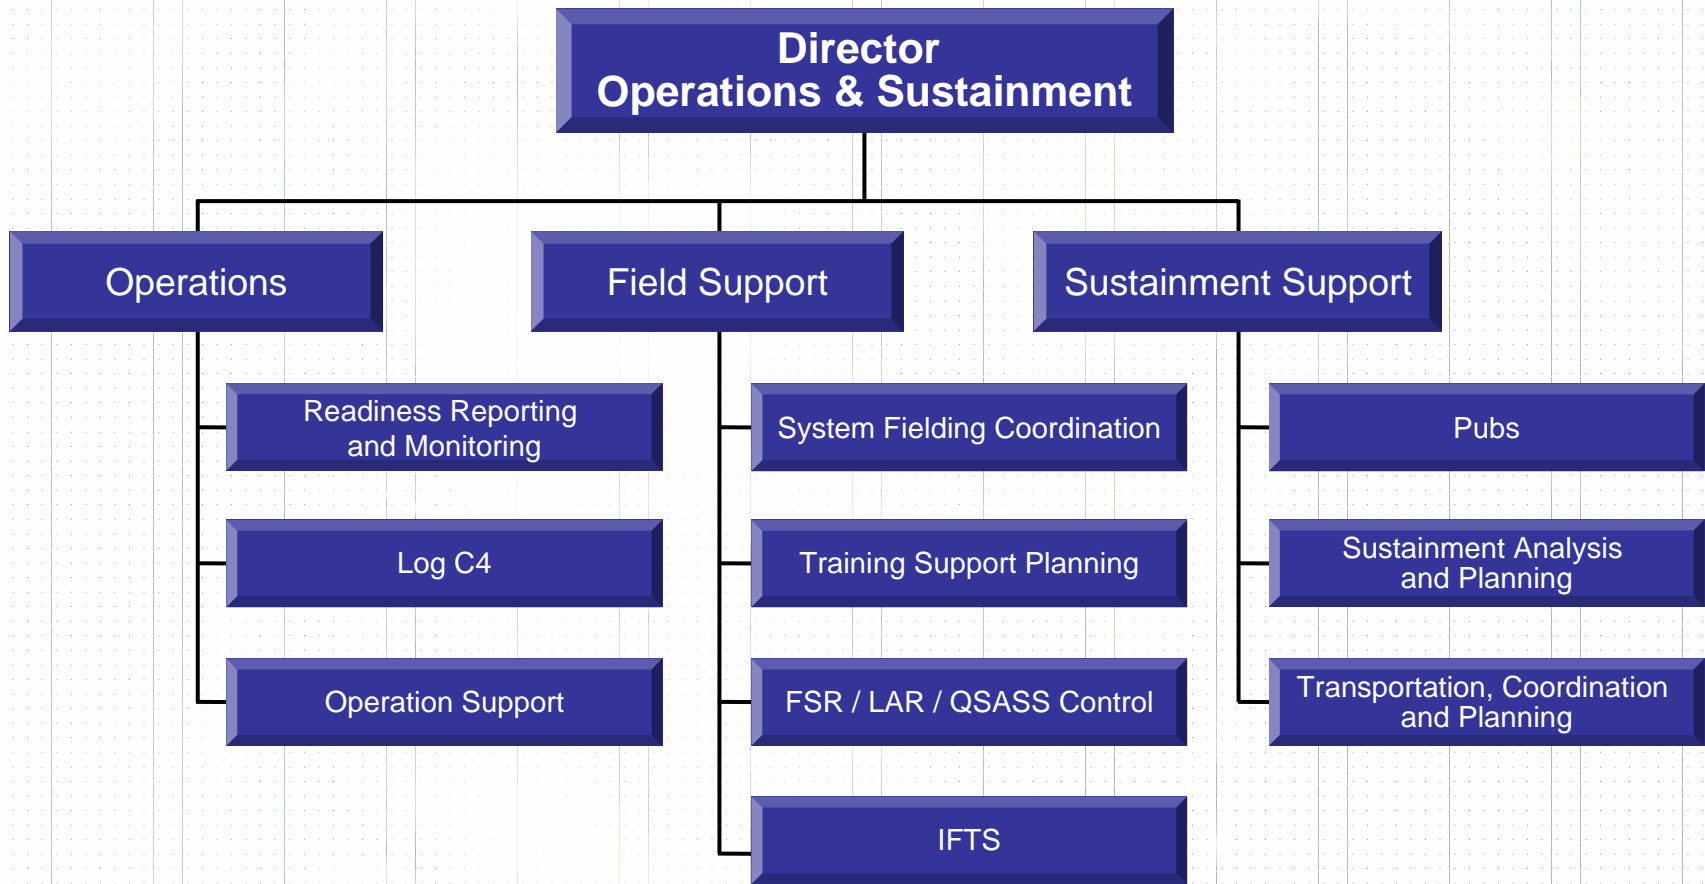 Director
Operations & Sustainment
Operations
Field Support
Sustainment Support
Readiness Reporting
and Monitoring
Log C4
Operation Support
System Fielding Coordination
Training Support Planning
FSR / LAR / QSASS Control
IFTS
Pubs
Sustainment Analysis
and Planning
Transportation, Coordination
and Planning